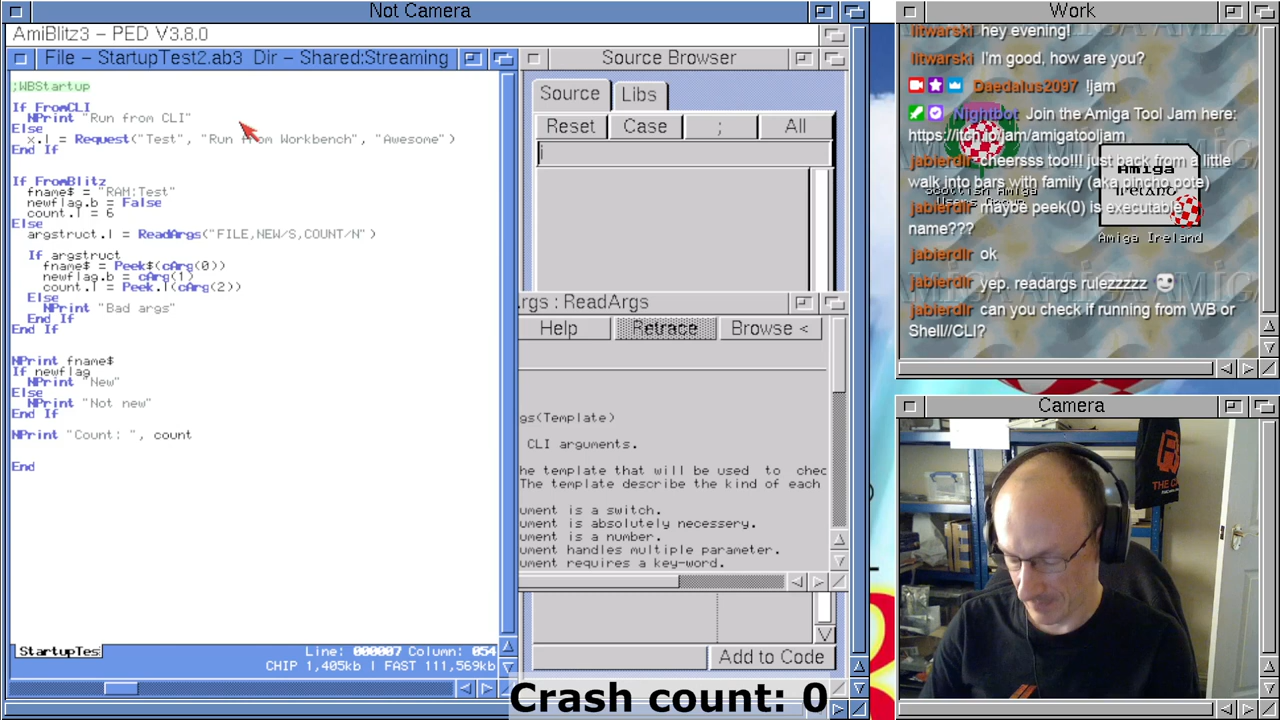 Not Camera
AmiBlitz3 - PED V3.8.0
File - StartupTest2.ab3 Dir - Shared:Streaming
;WBStartup
If FromCLI
NPrint "Run from CLI"
Else
x.l = Request("Test", "Run from Workbench", "Awesome")
End If
If FromBlitz
fname$ = "RAM:Test"
newflag.b = False
count.l = 6
Else
argstruct.l = ReadArgs("FILE,NEW/S,COUNT/N")
If argstruct
fname$ = Peek$(cArg(0))
newflag.b = cArg(1)
count.l = Peek.l(cArg(2))
Else
NPrint "Bad args"
End If
End If
NPrint fname$
If newflag
NPrint "New"
Else
NPrint "Not new"
End If
NPrint "Count: ", count
End
StartupTes
Line: 000007 Column: 054
CHIP 1,405kb | FAST 111,569kb
Source Browser
Source Libs
Reset Case ; All
rgs : ReadArgs
Help Retrace Browse <
gs(Template)
CLI arguments.
he template that will be used to chec
The template describe the kind of each
ument is a switch.
ument is absolutely necessery.
ument is a number.
ument handles multiple parameter.
ument requires a key-word.
Add to Code
Crash count: 0
Work
litwarski hey evening!
litwarski I'm good, how are you?
Daedalus2097 !jam
Nightbot Join the Amiga Tool Jam here:
https://itch.io/jam/amigatooljam
jabierdlr cheersss too!!! just back from a little
walk into bars with family (aka pincho pote)
jabierdlr maybe peek(0) is executable
name???
jabierdlr ok
jabierdlr yep. readargs rulezzzzz
jabierdlr can you check if running from WB or
Shell//CLI?
Scottish Amiga
Users Group
Amiga
Ireland
Amiga Ireland
Camera